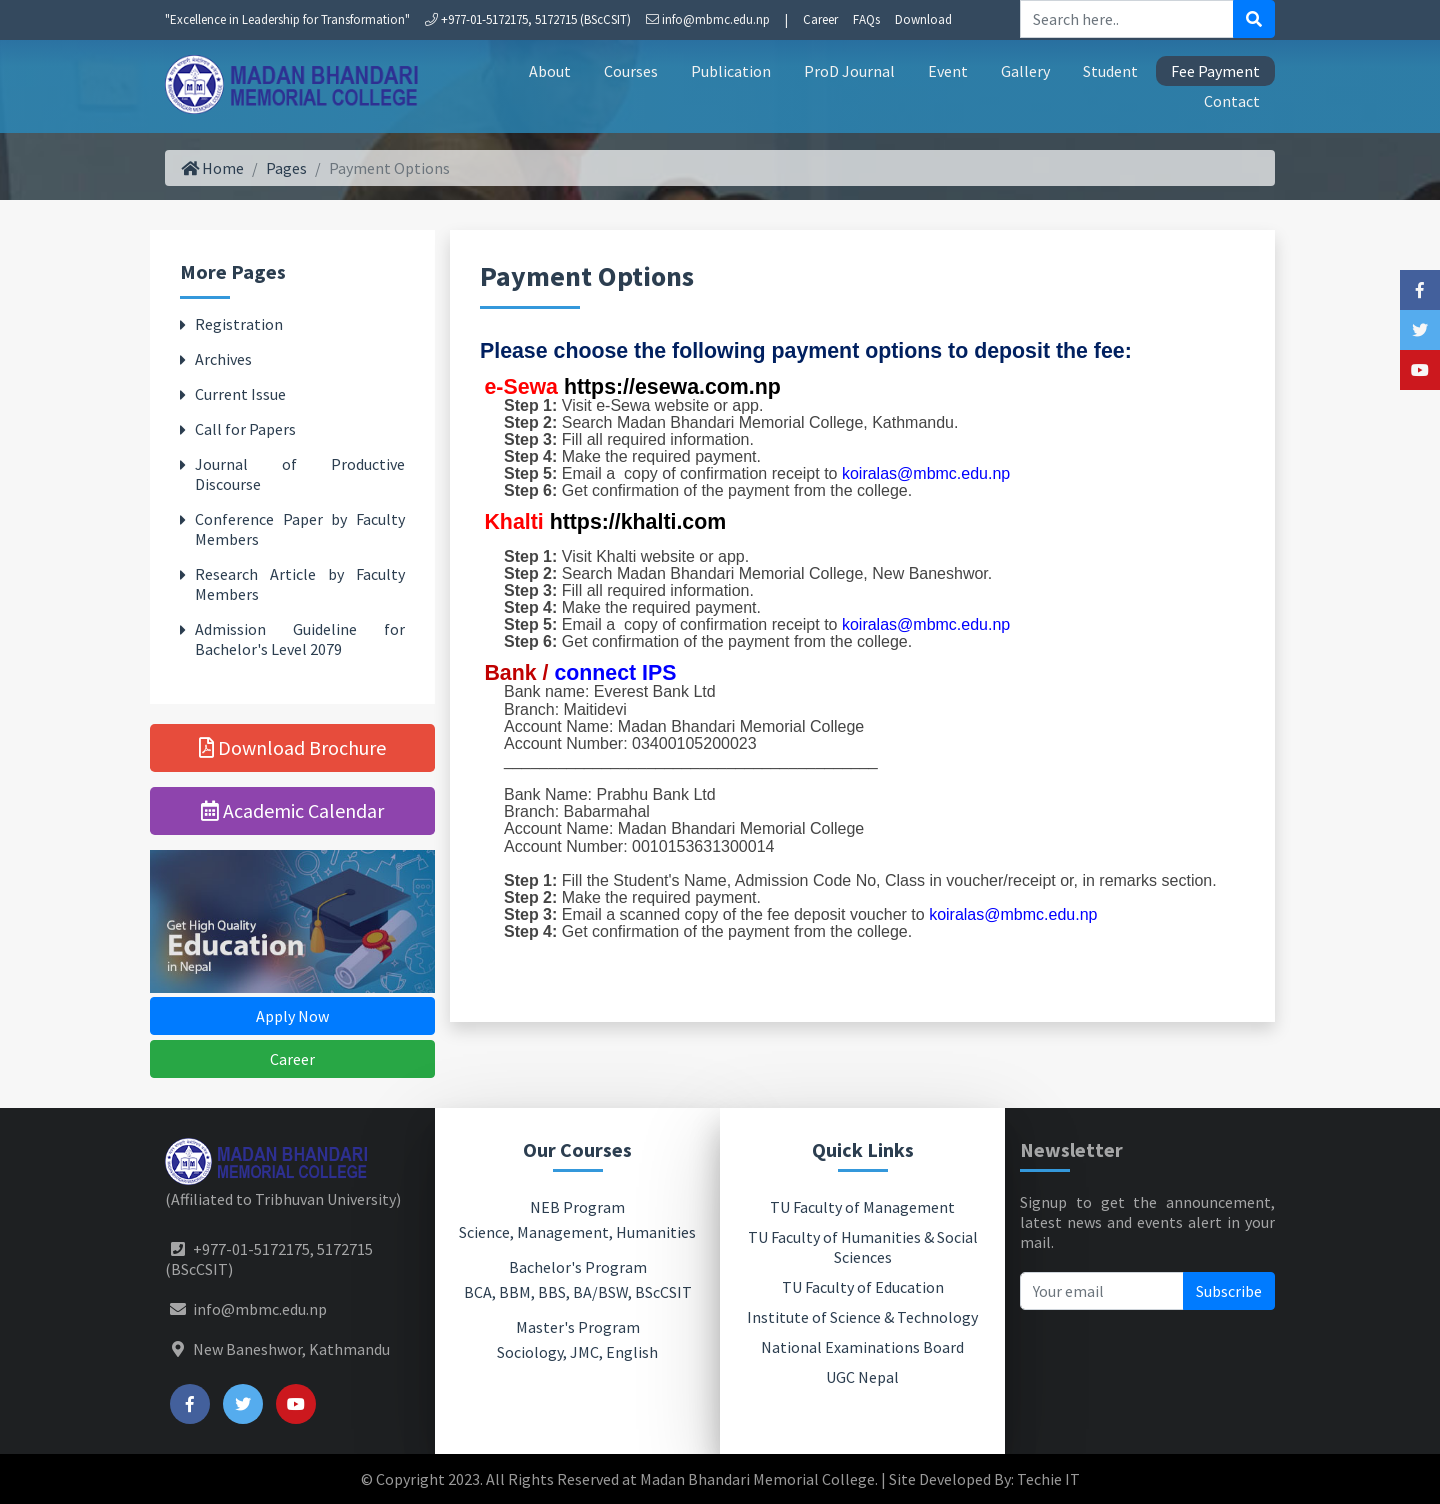 "Excellence in Leadership for Transformation" +977-01-5172175, 5172715 (BScCSIT) info@mbmc.edu.np | Career FAQs Download Search here..
MADAN BHANDARI
MEMORIAL COLLEGE
About Courses Publication ProD Journal Event Gallery Student Fee Payment
Contact
Home / Pages / Payment Options
More Pages
Registration
Archives
Current Issue
Call for Papers
Journal of Productive
Discourse
Conference Paper by Faculty
Members
Research Article by Faculty
Members
Admission Guideline for
Bachelor's Level 2079
Download Brochure
Academic Calendar
Get High Quality
Education
in Nepal
Apply Now
Career
Payment Options
Please choose the following payment options to deposit the fee:
e-Sewa https://esewa.com.np
Step 1: Visit e-Sewa website or app.
Step 2: Search Madan Bhandari Memorial College, Kathmandu.
Step 3: Fill all required information.
Step 4: Make the required payment.
Step 5: Email a  copy of confirmation receipt to koiralas@mbmc.edu.np
Step 6: Get confirmation of the payment from the college.
Khalti https://khalti.com
Step 1: Visit Khalti website or app.
Step 2: Search Madan Bhandari Memorial College, New Baneshwor.
Step 3: Fill all required information.
Step 4: Make the required payment.
Step 5: Email a  copy of confirmation receipt to koiralas@mbmc.edu.np
Step 6: Get confirmation of the payment from the college.
Bank / connect IPS
Bank name: Everest Bank Ltd
Branch: Maitidevi
Account Name: Madan Bhandari Memorial College
Account Number: 03400105200023
__________________________________________
Bank Name: Prabhu Bank Ltd
Branch: Babarmahal
Account Name: Madan Bhandari Memorial College
Account Number: 0010153631300014
Step 1: Fill the Student's Name, Admission Code No, Class in voucher/receipt or, in remarks section.
Step 2: Make the required payment.
Step 3: Email a scanned copy of the fee deposit voucher to koiralas@mbmc.edu.np
Step 4: Get confirmation of the payment from the college.
MADAN BHANDARI
MEMORIAL COLLEGE
(Affiliated to Tribhuvan University)
+977-01-5172175, 5172715
(BScCSIT)
info@mbmc.edu.np
New Baneshwor, Kathmandu
Our Courses
NEB Program
Science, Management, Humanities
Bachelor's Program
BCA, BBM, BBS, BA/BSW, BScCSIT
Master's Program
Sociology, JMC, English
Quick Links
TU Faculty of Management
TU Faculty of Humanities & Social
Sciences
TU Faculty of Education
Institute of Science & Technology
National Examinations Board
UGC Nepal
Newsletter
Signup to get the announcement,
latest news and events alert in your
mail.
Your email Subscribe
© Copyright 2023. All Rights Reserved at Madan Bhandari Memorial College. | Site Developed By: Techie IT